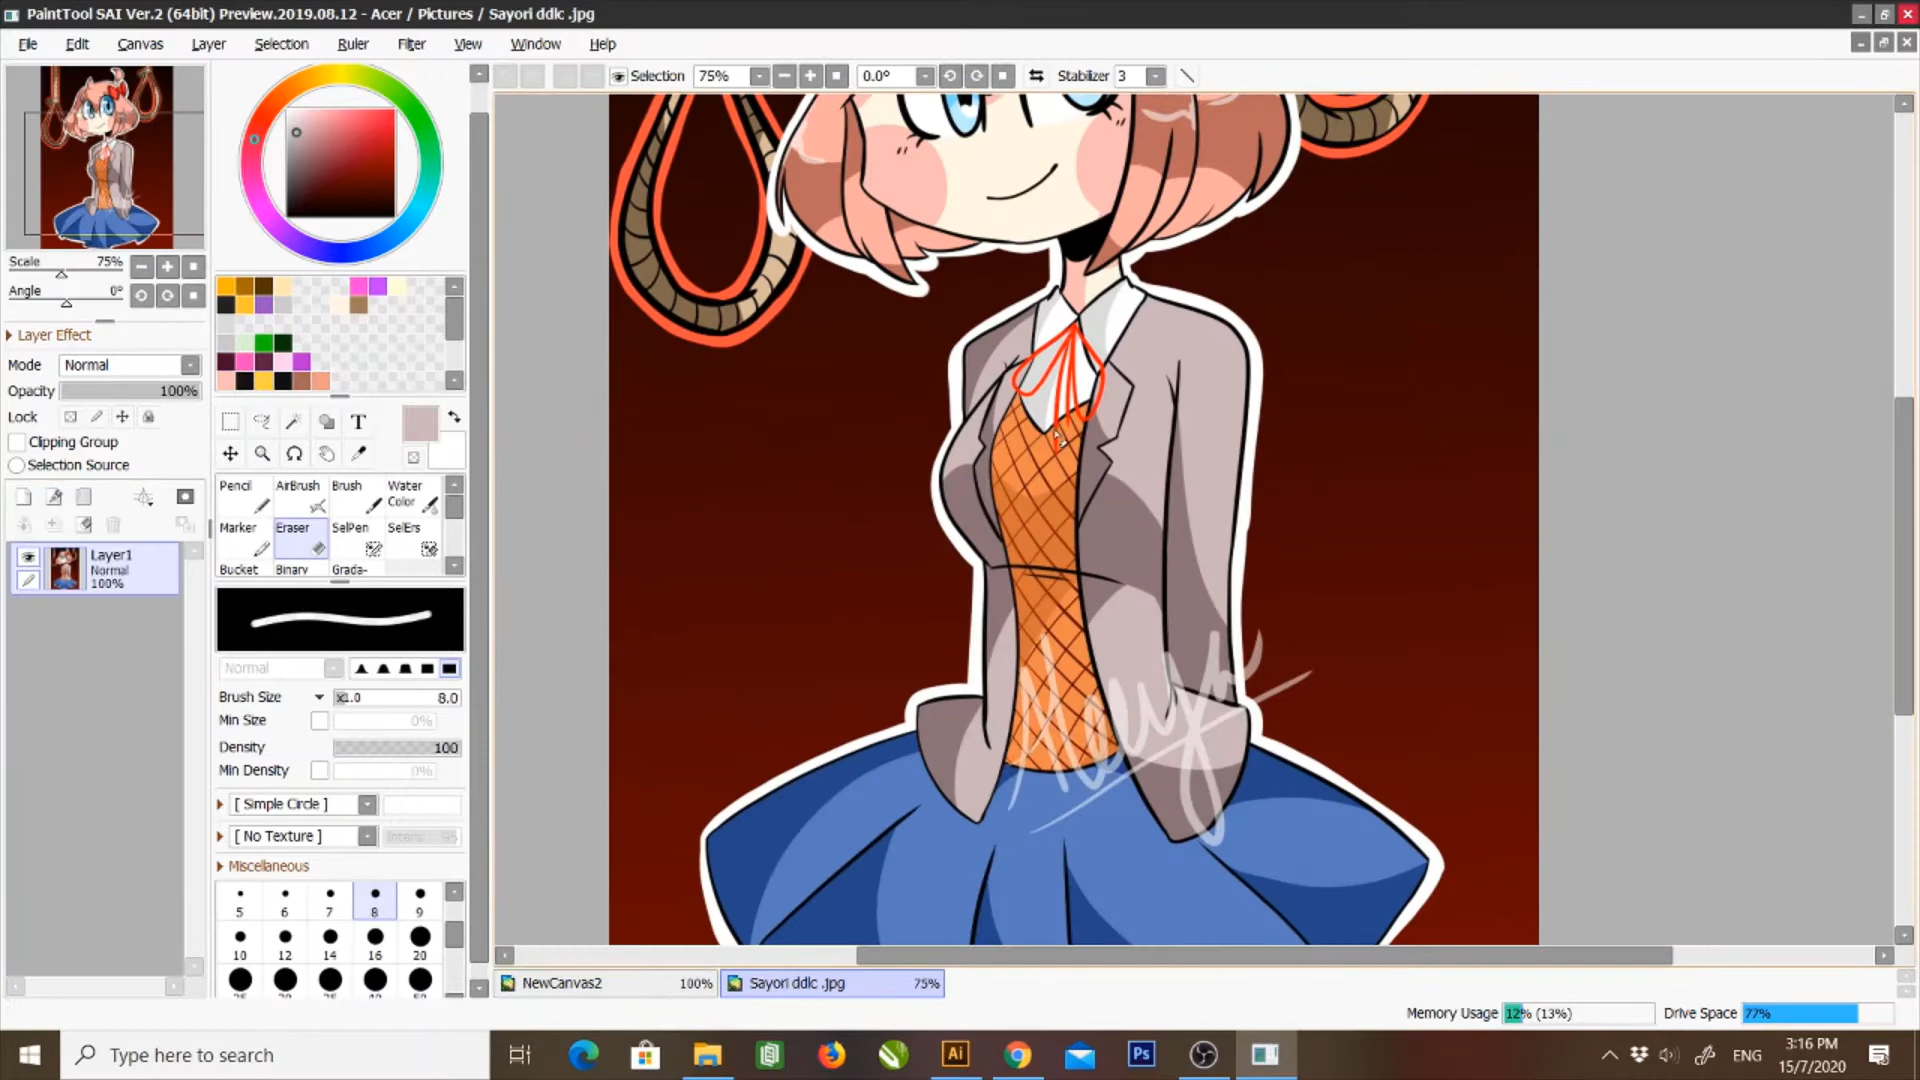 PaintTool SAI Ver.2 (64bit) Preview.2019.08.12 - Acer / Pictures / Sayori ddlc .jpg
File Edit Canvas Layer Selection Ruler Filter View Window Help
Selection 75% 0.0° Stabilizer 3
Scale 75%
Angle 0°
Layer Effect
Mode Normal
Opacity 100%
Lock
Clipping Group
Selection Source
Layer1
Normal
100%
T
Pencil AirBrush Brush Water Color
Marker Eraser SelPen SelErs
Bucket Binary Grada-
Normal
Brush Size x1.0 8.0
Min Size 0%
Density 100
Min Density 0%
[ Simple Circle ]
[ No Texture ] 95
Miscellaneous
5 6 7 8 9
10 12 14 16 20
NewCanvas2 100% Sayori ddlc .jpg 75%
Memory Usage 12% (13%) Drive Space 77%
Type here to search
Ai Ps
ENG
3:16 PM
15/7/2020